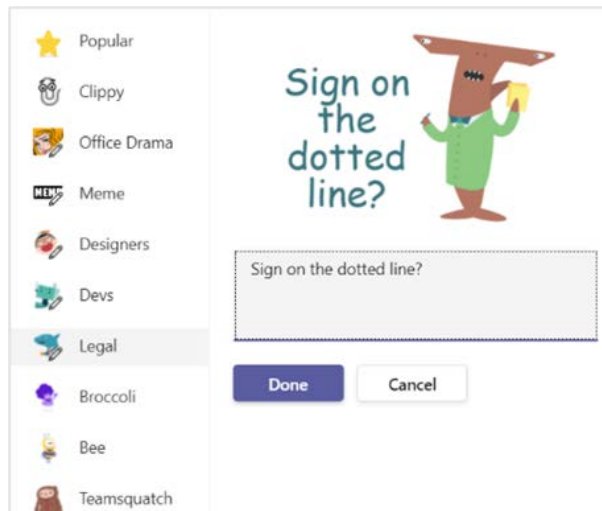 Popular
Clippy
Office Drama
MEME
Meme
Designers
Devs
Legal
Broccoli
Bee
Teamsquatch
Sign on
the
dotted
line?
Sign on the dotted line?
Done
Cancel